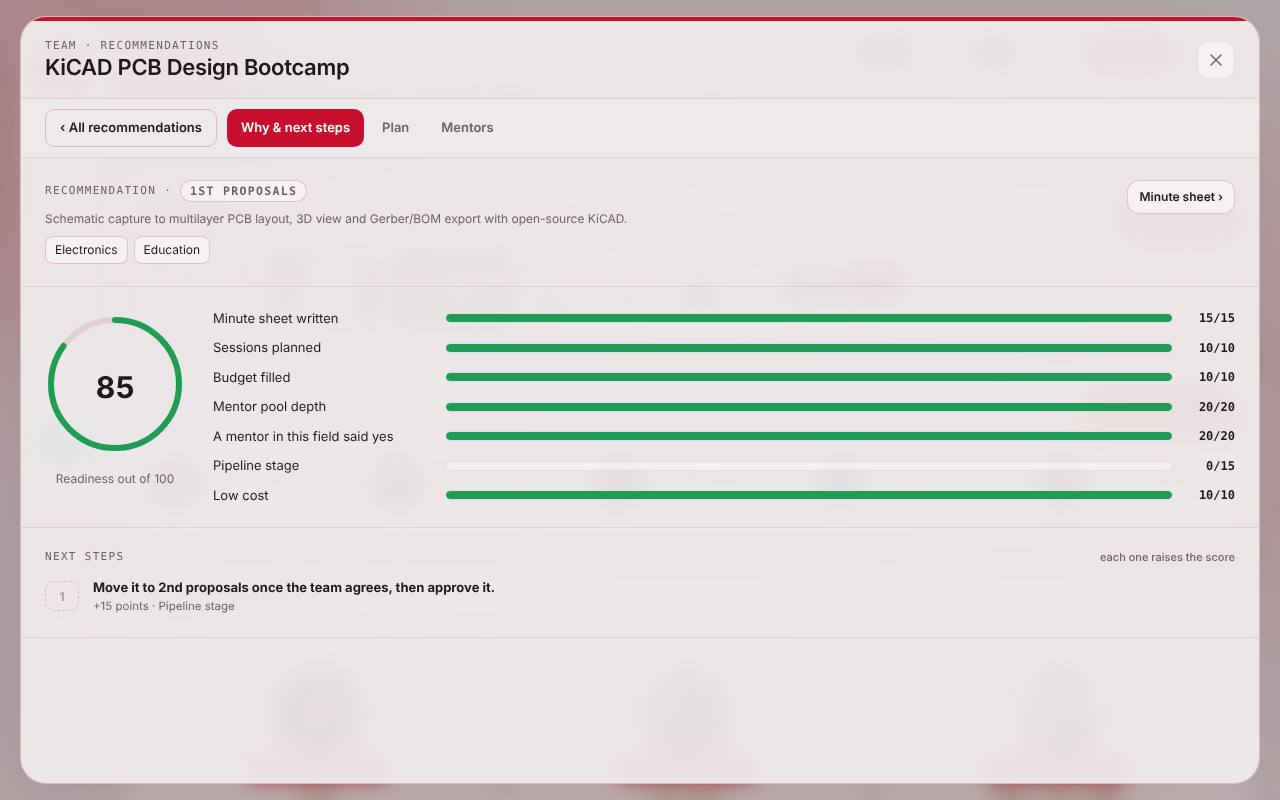 TEAM · RECOMMENDATIONS
KiCAD PCB Design Bootcamp
‹ All recommendations
Why & next steps
Plan
Mentors
RECOMMENDATION · 1ST PROPOSALS
Minute sheet ›
Schematic capture to multilayer PCB layout, 3D view and Gerber/BOM export with open-source KiCAD.
Electronics
Education
85
Readiness out of 100
Minute sheet written 15/15
Sessions planned 10/10
Budget filled 10/10
Mentor pool depth 20/20
A mentor in this field said yes 20/20
Pipeline stage 0/15
Low cost 10/10
NEXT STEPS
each one raises the score
1
Move it to 2nd proposals once the team agrees, then approve it.
+15 points · Pipeline stage